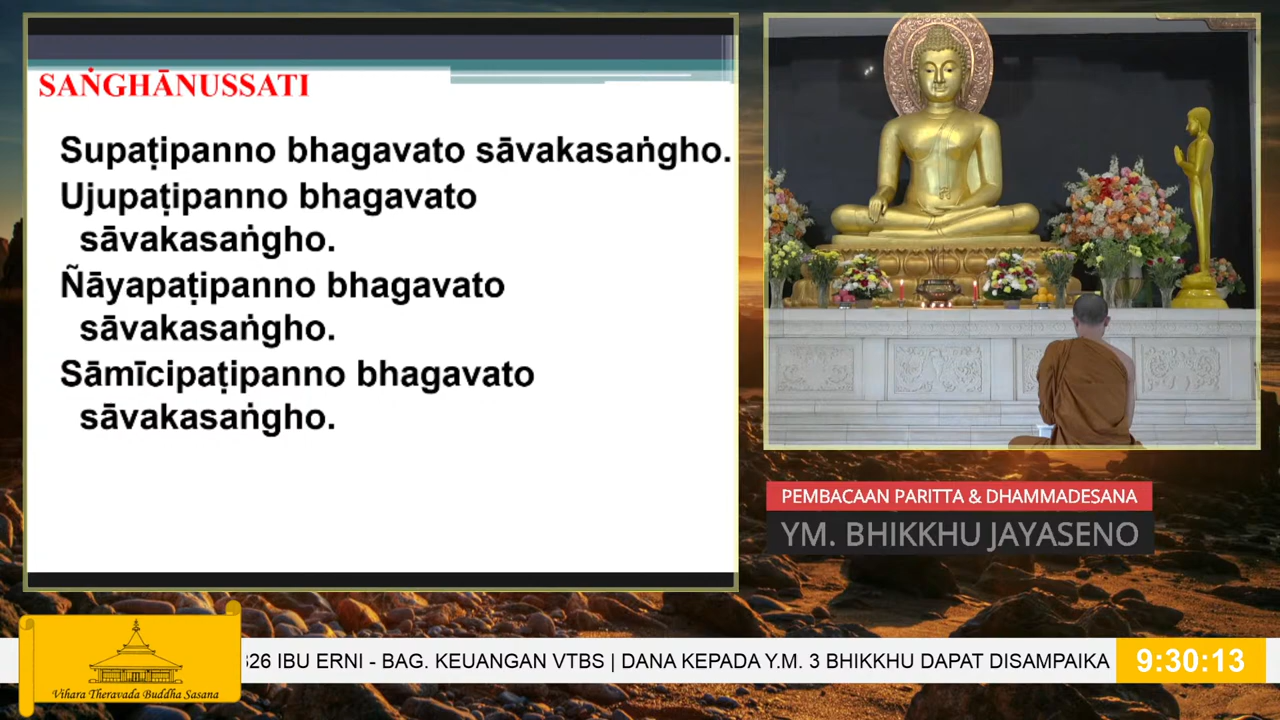 SAṄGHĀNUSSATI
Supaṭipanno bhagavato sāvakasaṅgho.
Ujupaṭipanno bhagavato
sāvakasaṅgho.
Ñāyapaṭipanno bhagavato
sāvakasaṅgho.
Sāmīcipaṭipanno bhagavato
sāvakasaṅgho.
PEMBACAAN PARITTA & DHAMMADESANA
YM. BHIKKHU JAYASENO
Vihara Theravada Buddha Sasana
326 IBU ERNI - BAG. KEUANGAN VTBS | DANA KEPADA Y.M. 3 BHIKKHU DAPAT DISAMPAIKA
9:30:13